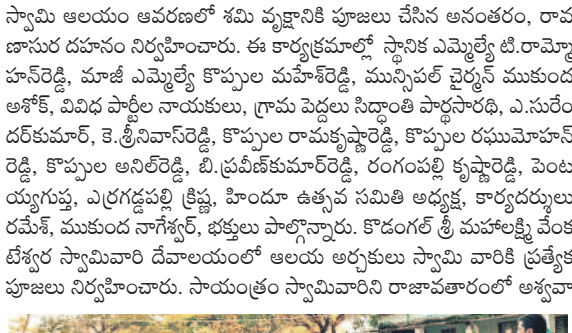 స్వామి ఆలయం ఆవరణలో శమి వృక్షానికి పూజలు చేసిన అనంతరం, రావ
ణాసుర దహనం నిర్వహించారు. ఈ కార్యక్రమాల్లో స్థానిక ఎమ్మెల్యే టి.రామ్మో
హన్‌రెడ్డి, మాజీ ఎమ్మెల్యే కొప్పుల మహేశ్‌రెడ్డి, మున్సిపల్ చైర్మన్ ముకుంద
అశోక్, వివిధ పార్టీల నాయకులు, గ్రామ పెద్దలు సిద్ధాంతి పార్థసారథి, ఎ.సురేం
దర్‌కుమార్, కె.శ్రీనివాస్‌రెడ్డి, కొప్పుల రామకృష్ణారెడ్డి, కొప్పుల రఘుమోహన్
రెడ్డి, కొప్పుల అనిల్‌రెడ్డి, బి.ప్రవీణ్‌కుమార్‌రెడ్డి, రంగంపల్లి కృష్ణారెడ్డి, పెంట
య్యగుప్త, ఎర్రగడ్డపల్లి క్రిష్ణ, హిందూ ఉత్సవ సమితి అధ్యక్ష, కార్యదర్శులు
రమేశ్, ముకుంద నాగేశ్వర్, భక్తులు పాల్గొన్నారు. కొడంగల్ శ్రీ మహాలక్ష్మి వేంక
టేశ్వర స్వామివారి దేవాలయంలో ఆలయ అర్చకులు స్వామి వారికి ప్రత్యేక
పూజలు నిర్వహించారు. సాయంత్రం స్వామివారిని రాజావతారంలో అశ్వవా